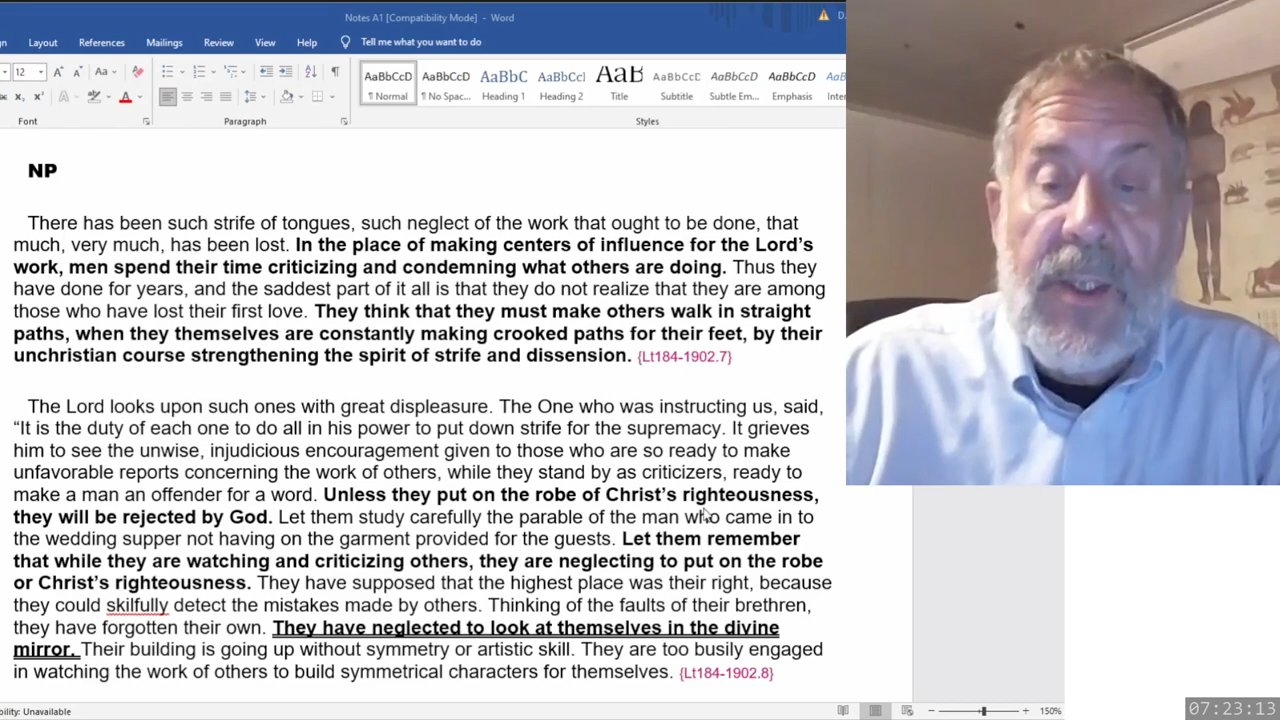 Notes A1 [Compatibility Mode] - Word
Layout References Mailings Review View Help Tell me what you want to do
12 Aa
AaBbCcD AaBbCcD AaBbC AaBbCcl AaB AaBbCcD AaBbCcD AaBbCcD
¶ Normal ¶ No Spac... Heading 1 Heading 2 Title Subtitle Subtle Em... Emphasis
Font Paragraph Styles
NP
There has been such strife of tongues, such neglect of the work that ought to be done, that
much, very much, has been lost. In the place of making centers of influence for the Lord's
work, men spend their time criticizing and condemning what others are doing. Thus they
have done for years, and the saddest part of it all is that they do not realize that they are among
those who have lost their first love. They think that they must make others walk in straight
paths, when they themselves are constantly making crooked paths for their feet, by their
unchristian course strengthening the spirit of strife and dissension. {Lt184-1902.7}
The Lord looks upon such ones with great displeasure. The One who was instructing us, said,
“It is the duty of each one to do all in his power to put down strife for the supremacy. It grieves
him to see the unwise, injudicious encouragement given to those who are so ready to make
unfavorable reports concerning the work of others, while they stand by as criticizers, ready to
make a man an offender for a word. Unless they put on the robe of Christ's righteousness,
they will be rejected by God. Let them study carefully the parable of the man who came in to
the wedding supper not having on the garment provided for the guests. Let them remember
that while they are watching and criticizing others, they are neglecting to put on the robe
or Christ's righteousness. They have supposed that the highest place was their right, because
they could skilfully detect the mistakes made by others. Thinking of the faults of their brethren,
they have forgotten their own. They have neglected to look at themselves in the divine
mirror. Their building is going up without symmetry or artistic skill. They are too busily engaged
in watching the work of others to build symmetrical characters for themselves. {Lt184-1902.8}
bility: Unavailable
150%
07:23:13